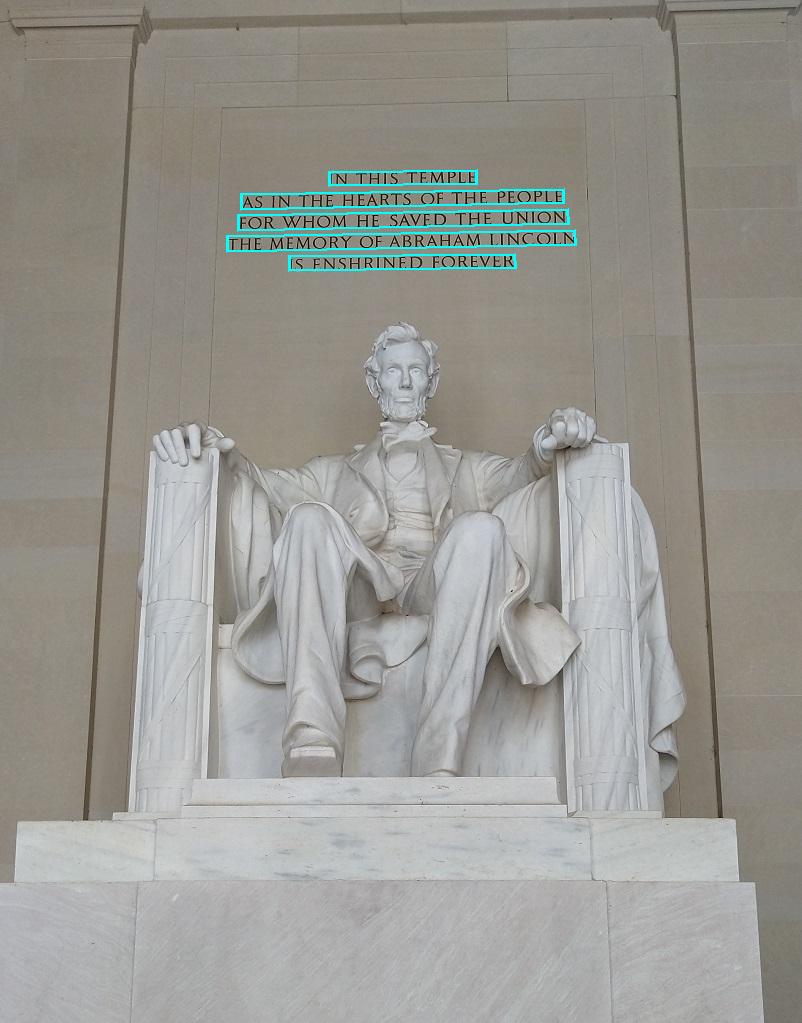 IN THIS TEMPLE
AS IN THE HEARTS OF THE PEOPLE
FOR WHOM HE SAVED THE UNION
THE MEMORY OF ABRAHAM LINCOLN
IS ENSHRINED FOREVER